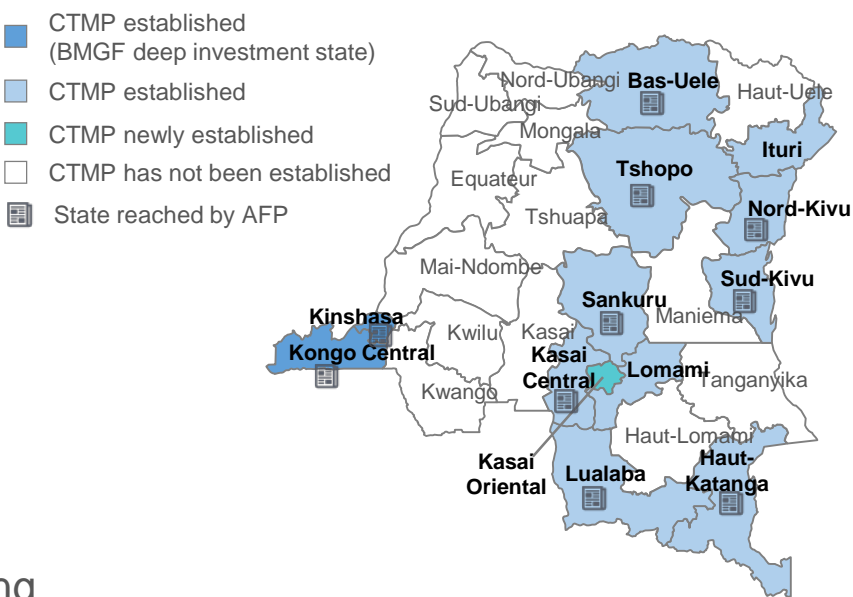 CTMP established
(BMGF deep investment state)
CTMP established
CTMP newly established
CTMP has not been established
State reached by AFP
Nord-Ubangi
Bas-Uele
Haut-Uele
Sud-Ubangi
Mongala
Ituri
Tshopo
Equateur
Tshuapa
Nord-Kivu
Mai-Ndombe
Sud-Kivu
Sankuru
Maniema
Kinshasa
Kwilu
Kasai
Kongo Central
Kasai
Central
Lomami
Tanganyika
Kwango
Haut-Lomami
Kasai
Oriental
Lualaba
Haut-
Katanga
ng